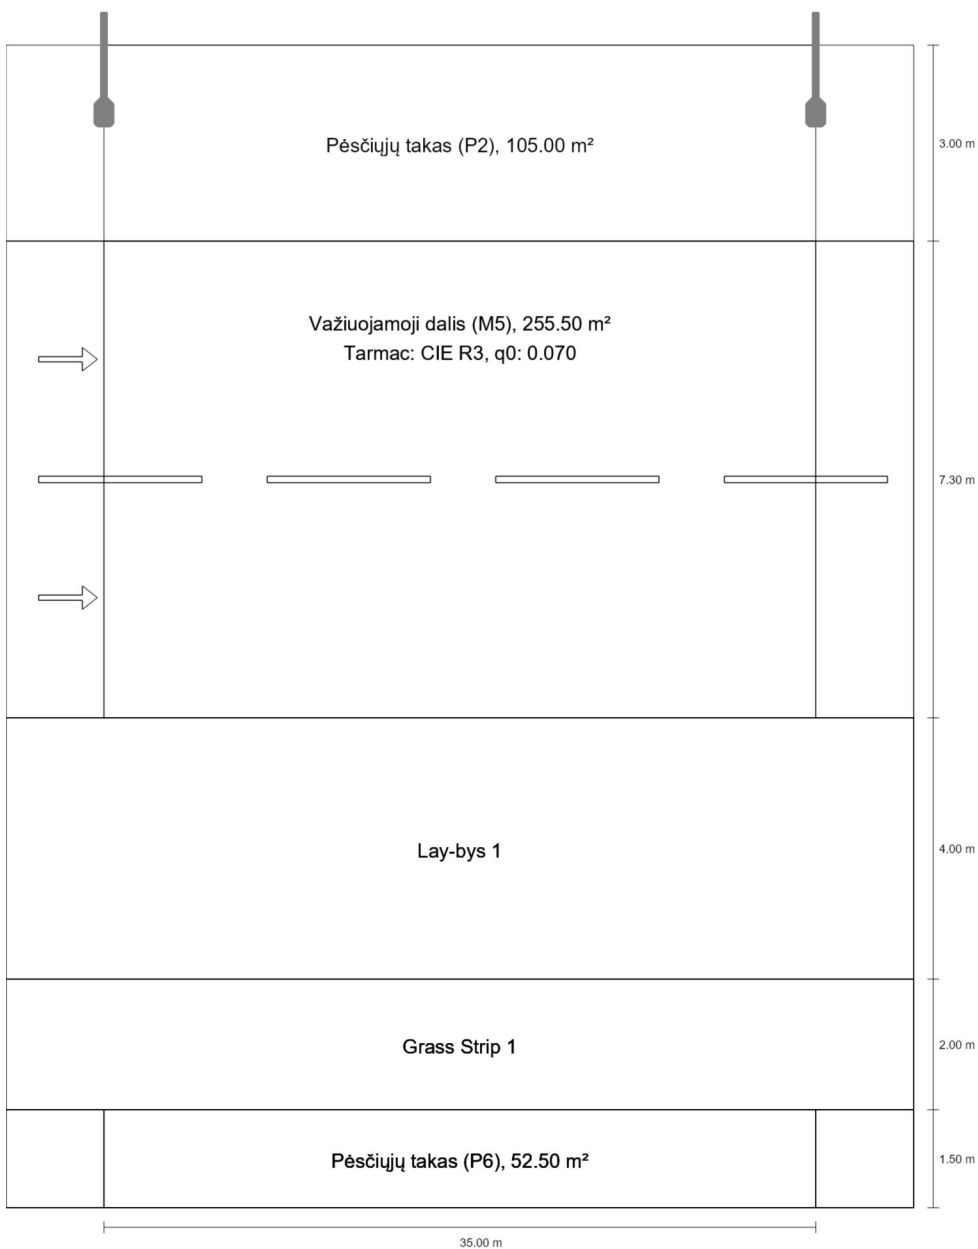 Pėsčiųjų takas (P2), 105.00 m²
3.00 m
Važiuojamoji dalis (M5), 255.50 m²
Tarmac: CIE R3, q0: 0.070
7.30 m
Lay-bys 1
4.00 m
Grass Strip 1
2.00 m
Pėsčiųjų takas (P6), 52.50 m²
1.50 m
35.00 m